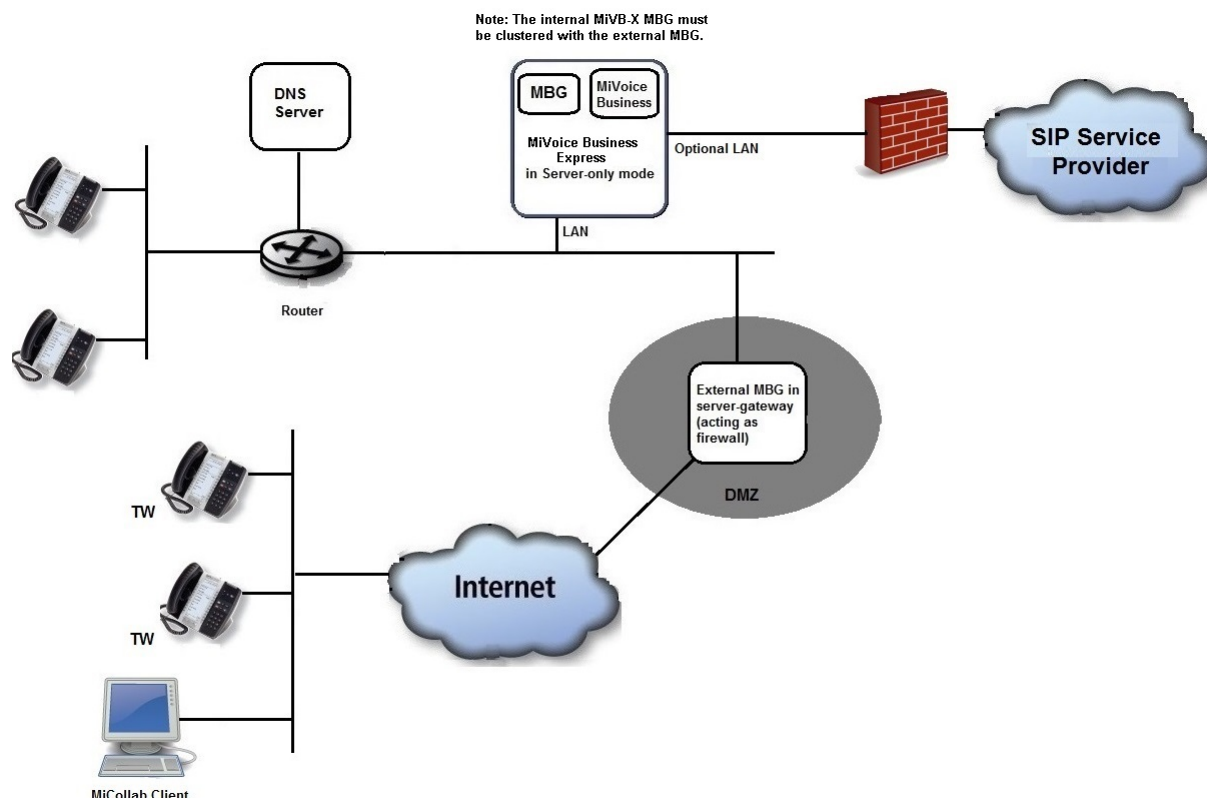 Note: The internal MiVB-X MBG must
be clustered with the external MBG.
DNS
Server
MBG
MiVoice
Business
MiVoice Business
Express
in Server-only mode
Optional LAN
SIP Service
Provider
LAN
Router
External MBG in
server-gateway
(acting as
firewall)
DMZ
TW
TW
Internet
MiCollab Client